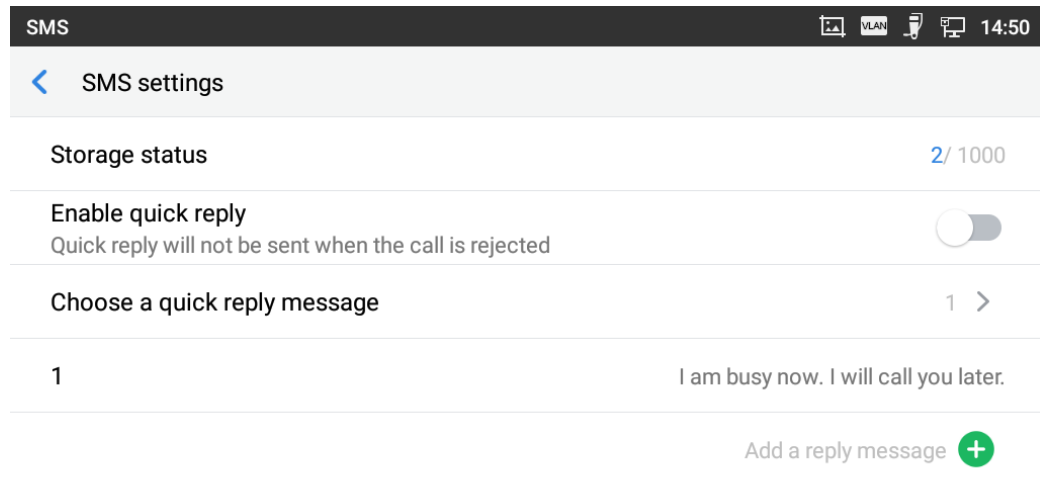 SMS VLAN 14:50
SMS settings
Storage status 2/ 1000
Enable quick reply
Quick reply will not be sent when the call is rejected
Choose a quick reply message 1
1 I am busy now. I will call you later.
Add a reply message